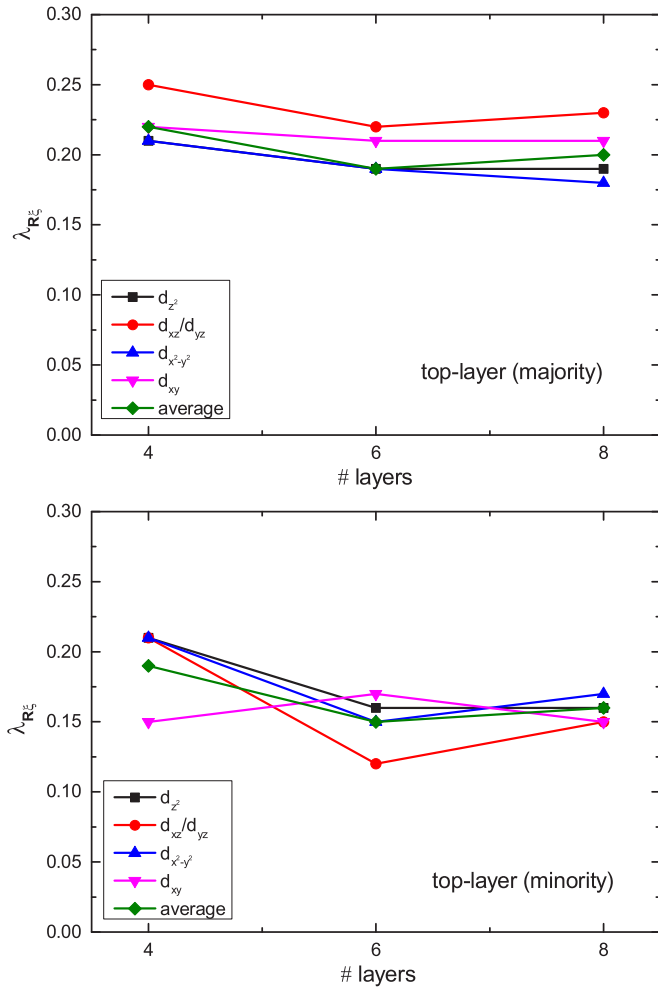 0.30
0.25
0.20
0.15
0.10
0.05
0.00
λ_Rξ
d_z²
d_xz/d_yz
d_x²-y²
d_xy
average
top-layer (majority)
4 6 8
# layers
0.30
0.25
0.20
0.15
0.10
0.05
0.00
λ_Rξ
d_z²
d_xz/d_yz
d_x²-y²
d_xy
average
top-layer (minority)
4 6 8
# layers